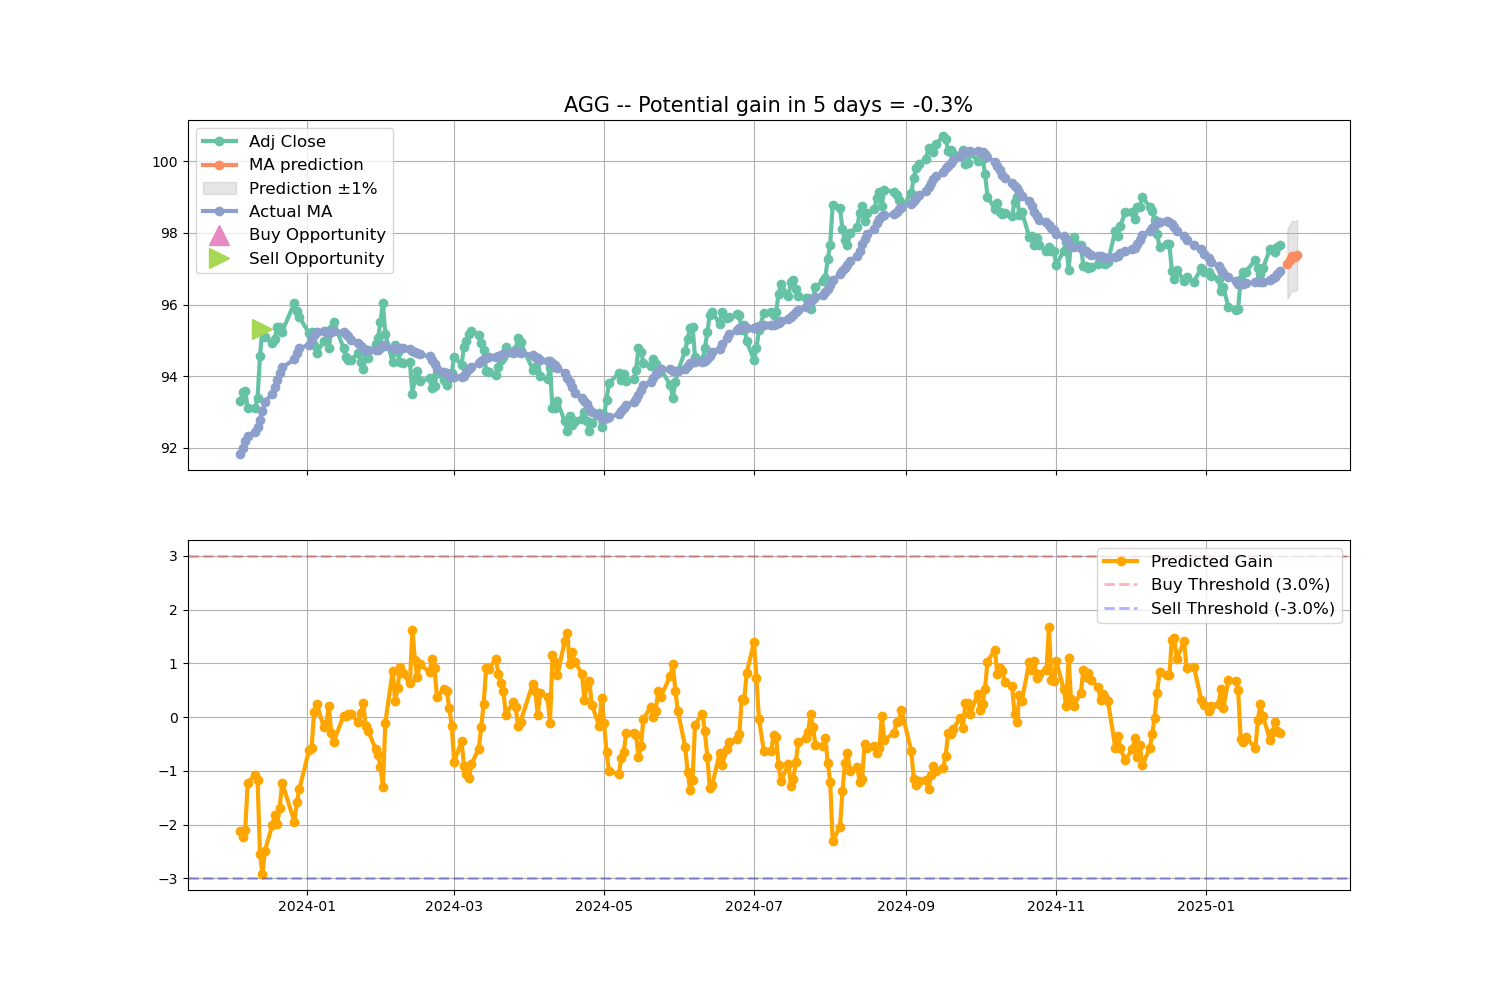 AGG -- Potential gain in 5 days = -0.3%
Adj Close
MA prediction
Prediction ±1%
Actual MA
Buy Opportunity
Sell Opportunity
100
98
96
94
92
Predicted Gain
Buy Threshold (3.0%)
Sell Threshold (-3.0%)
3
2
1
0
−1
−2
−3
2024-01
2024-03
2024-05
2024-07
2024-09
2024-11
2025-01